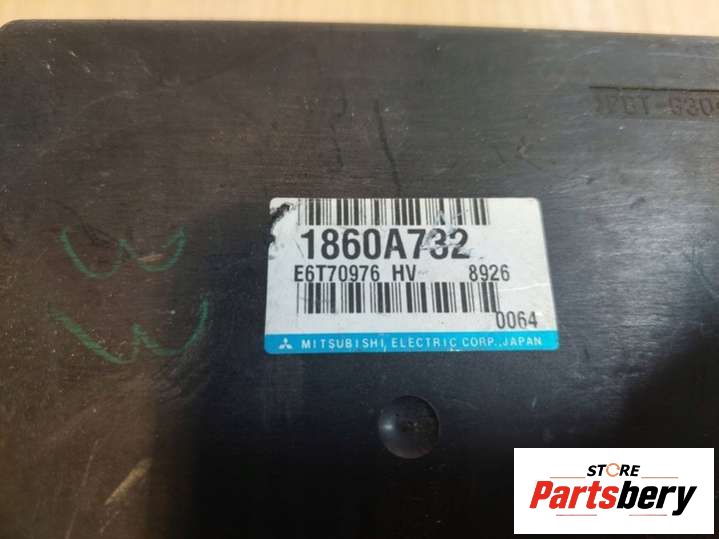 1860A732
E6T70976 HV 8926
0064
MITSUBISHI ELECTRIC CORP., JAPAN
STORE
Partsbery